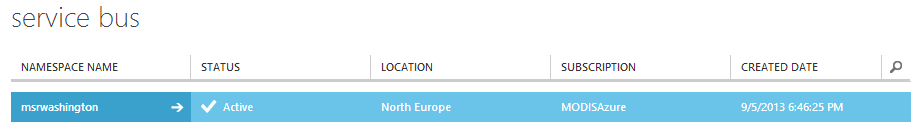 service bus
NAMESPACE NAME STATUS LOCATION SUBSCRIPTION CREATED DATE
msrwashington Active North Europe MODISAzure 9/5/2013 6:46:25 PM